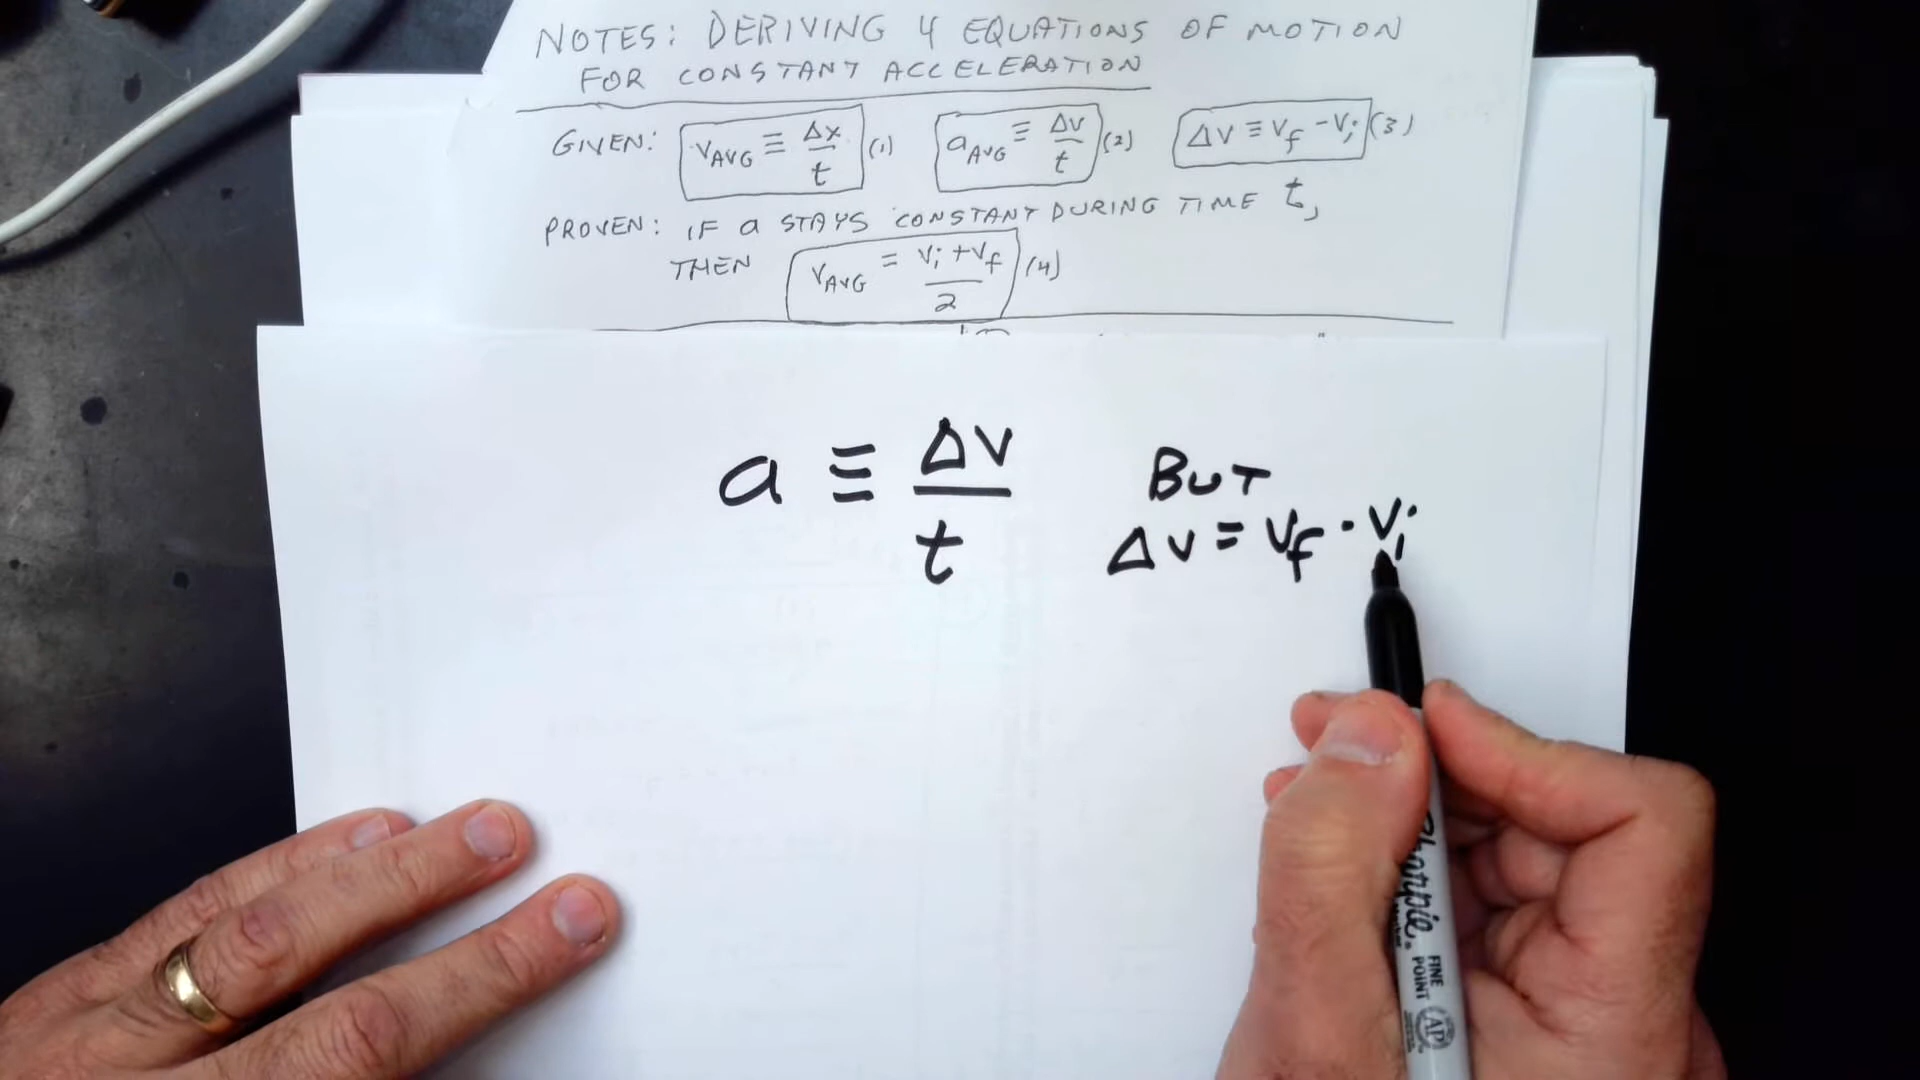 NOTES: DERIVING 4 EQUATIONS OF MOTION
FOR CONSTANT ACCELERATION
GIVEN: vAVG ≡ Δx/t (1) aAVG ≡ Δv/t (2) Δv ≡ vf - vi (3)
PROVEN: IF a STAYS CONSTANT DURING TIME t,
THEN vAVG = vi + vf / 2 (4)
a ≡ Δv/t
BUT
Δv ≡ vf - vi
Sharpie.
FINE
POINT
AP